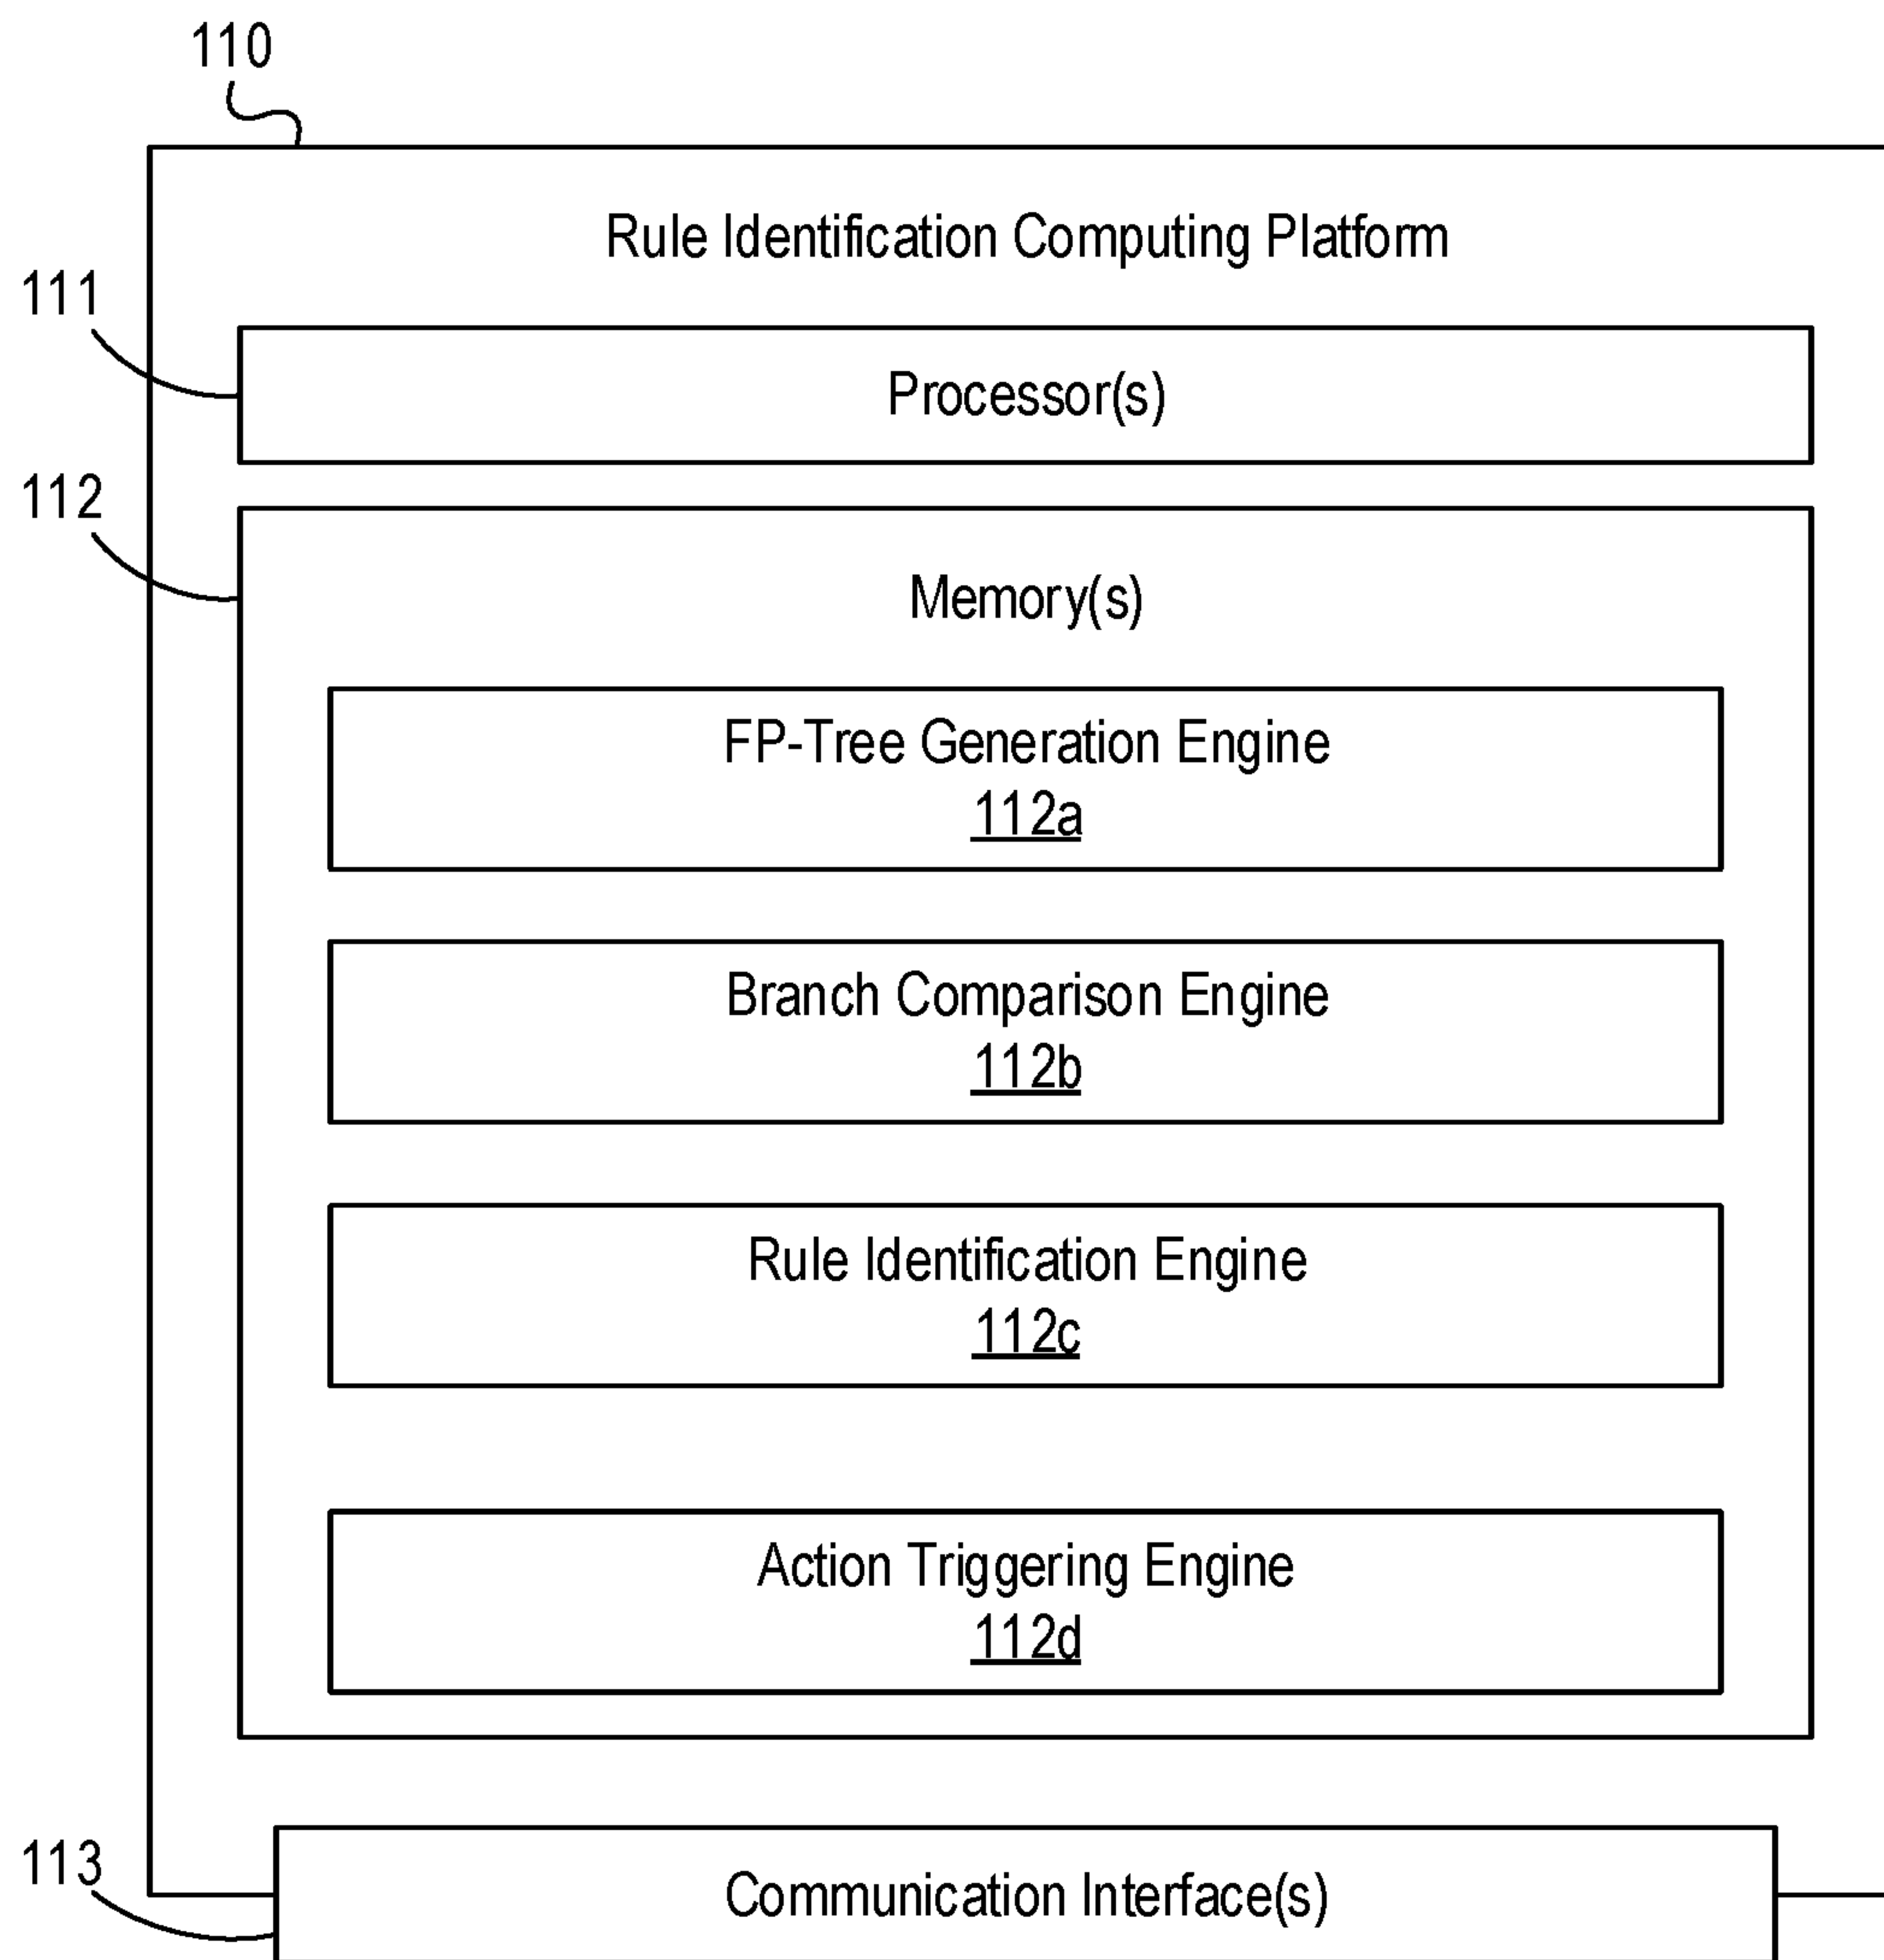 110
Rule Identification Computing Platform
111
Processor(s)
112
Memory(s)
FP-Tree Generation Engine
112a
Branch Comparison Engine
112b
Rule Identification Engine
112c
Action Triggering Engine
112d
113
Communication Interface(s)